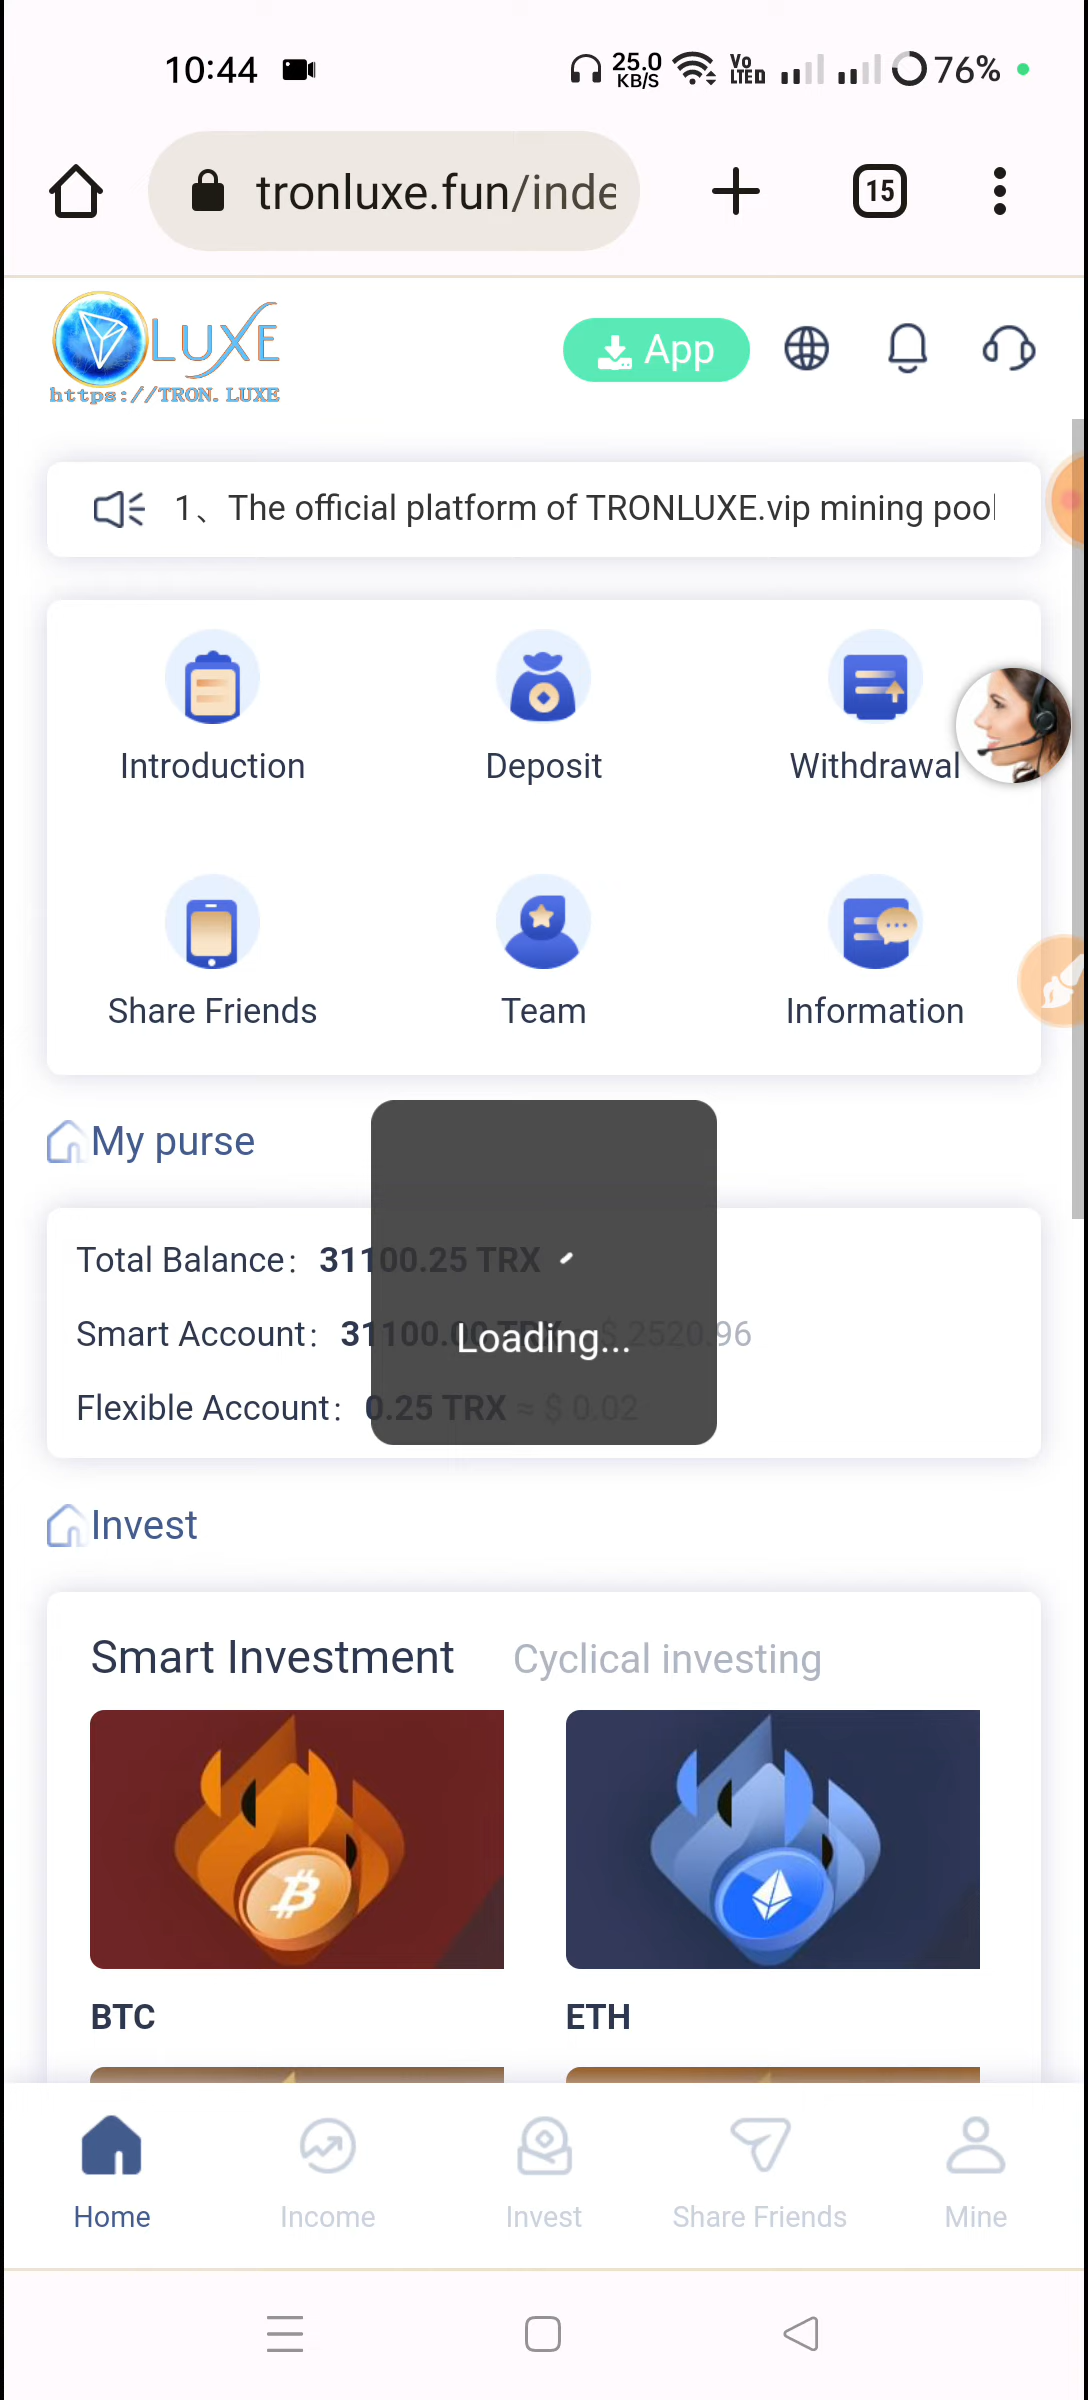 10:44
25.0 KB/S
Vo LTE
76%
tronluxe.fun/inde
15
LUXE
https://TRON.LUXE
App
1、The official platform of TRONLUXE.vip mining pool
Introduction
Deposit
Withdrawal
Share Friends
Team
Information
My purse
Total Balance: 31100.25 TRX
Smart Account: 31100.00 TRX ≈ $ 2520.96
Loading...
Flexible Account: 0.25 TRX ≈ $ 0.02
Invest
Smart Investment
Cyclical investing
BTC
ETH
Home
Income
Invest
Share Friends
Mine